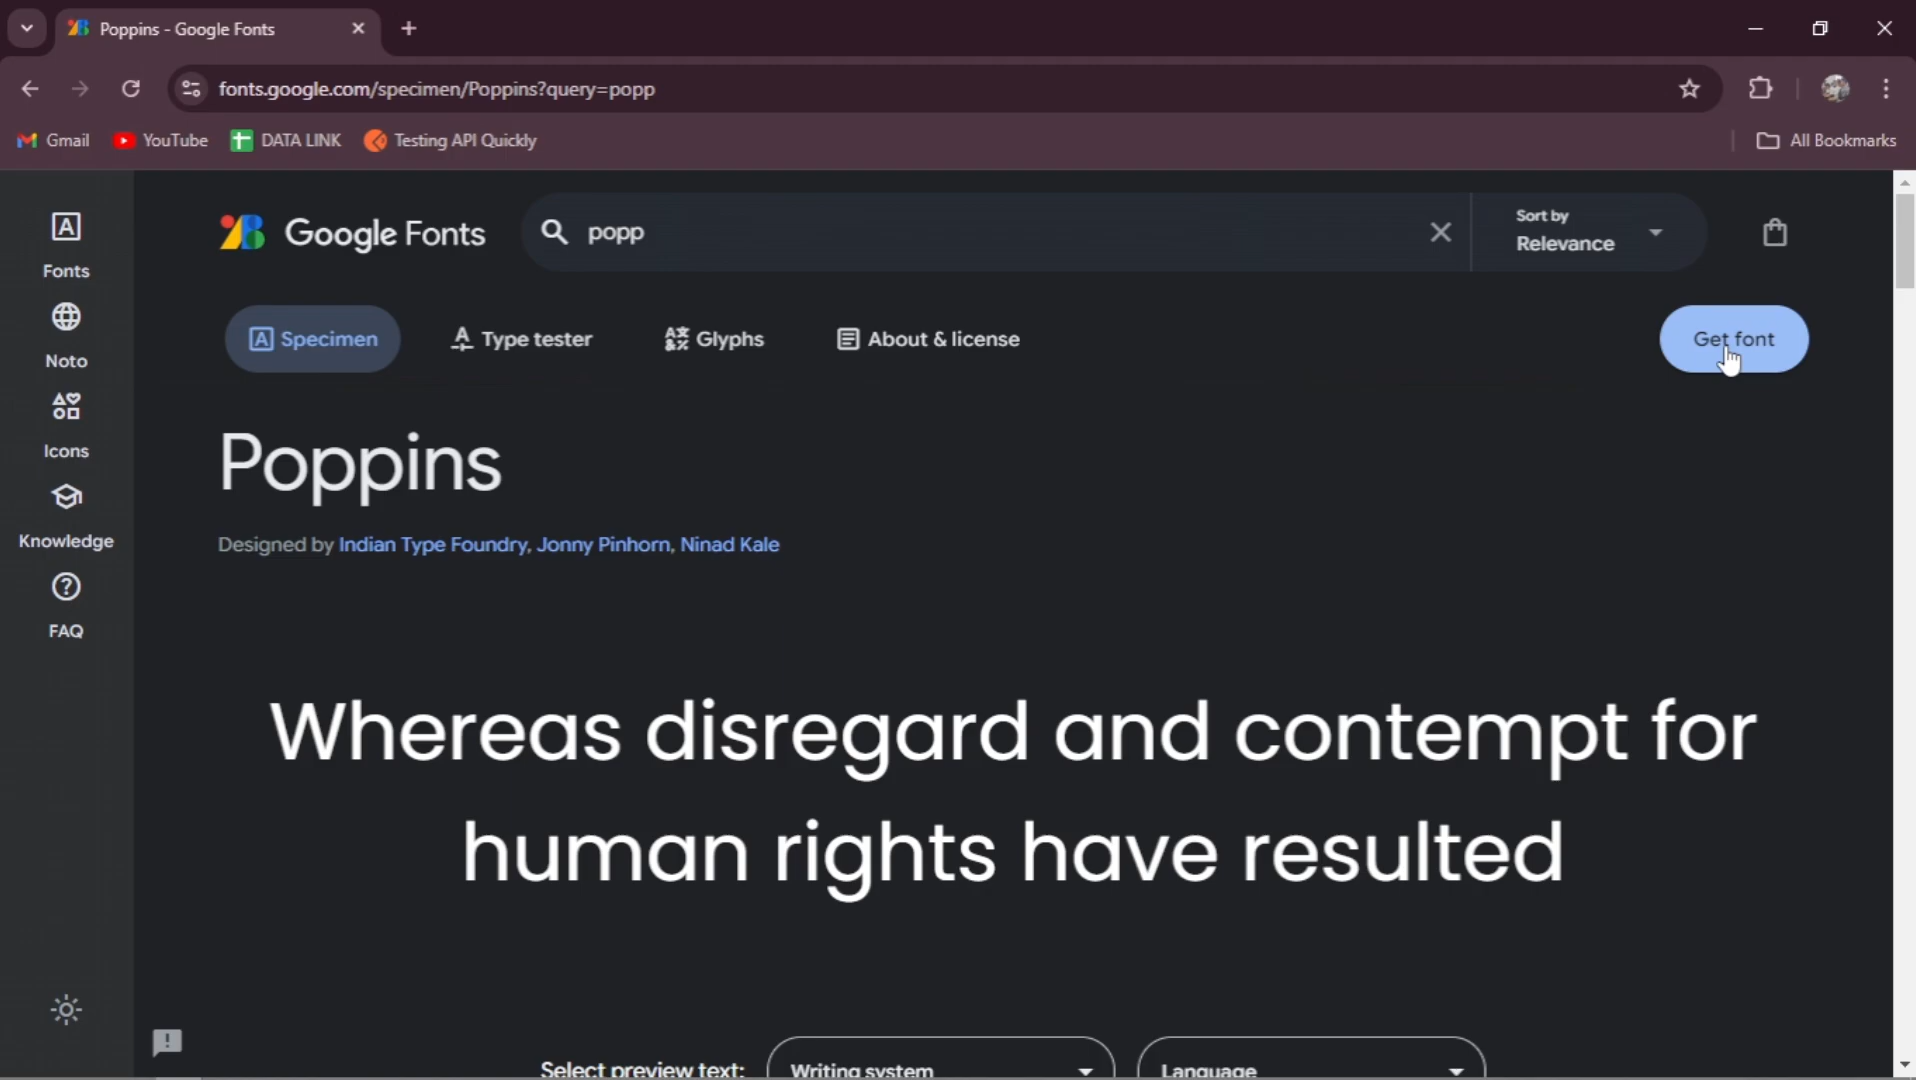 Poppins - Google Fonts
fonts.google.com/specimen/Poppins?query=popp
Gmail YouTube DATA LINK Testing API Quickly All Bookmarks
Google Fonts popp Sort by Relevance
Fonts
Noto
Icons
Knowledge
FAQ
Specimen Type tester Glyphs About & license Get font
Poppins
Designed by Indian Type Foundry, Jonny Pinhorn, Ninad Kale
Whereas disregard and contempt for
human rights have resulted
Select preview text: Writing system Language